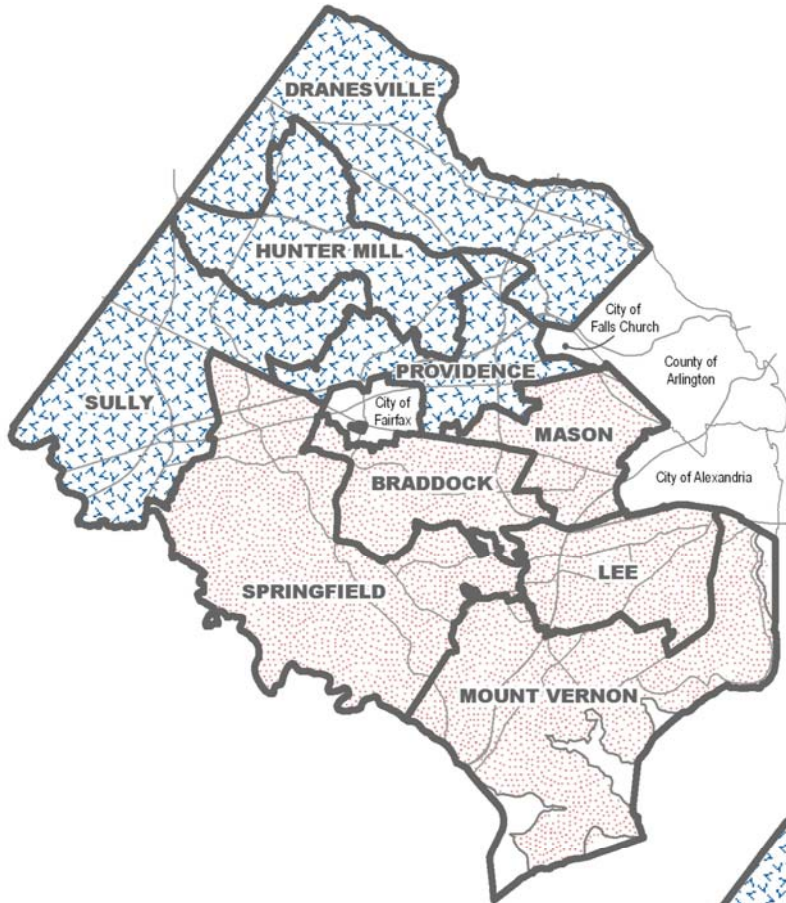 DRANESVILLE
HUNTER MILL
City of
Falls Church
County of
Arlington
PROVIDENCE
SULLY
City of
Fairfax
MASON
BRADDOCK
City of Alexandria
LEE
SPRINGFIELD
MOUNT VERNON